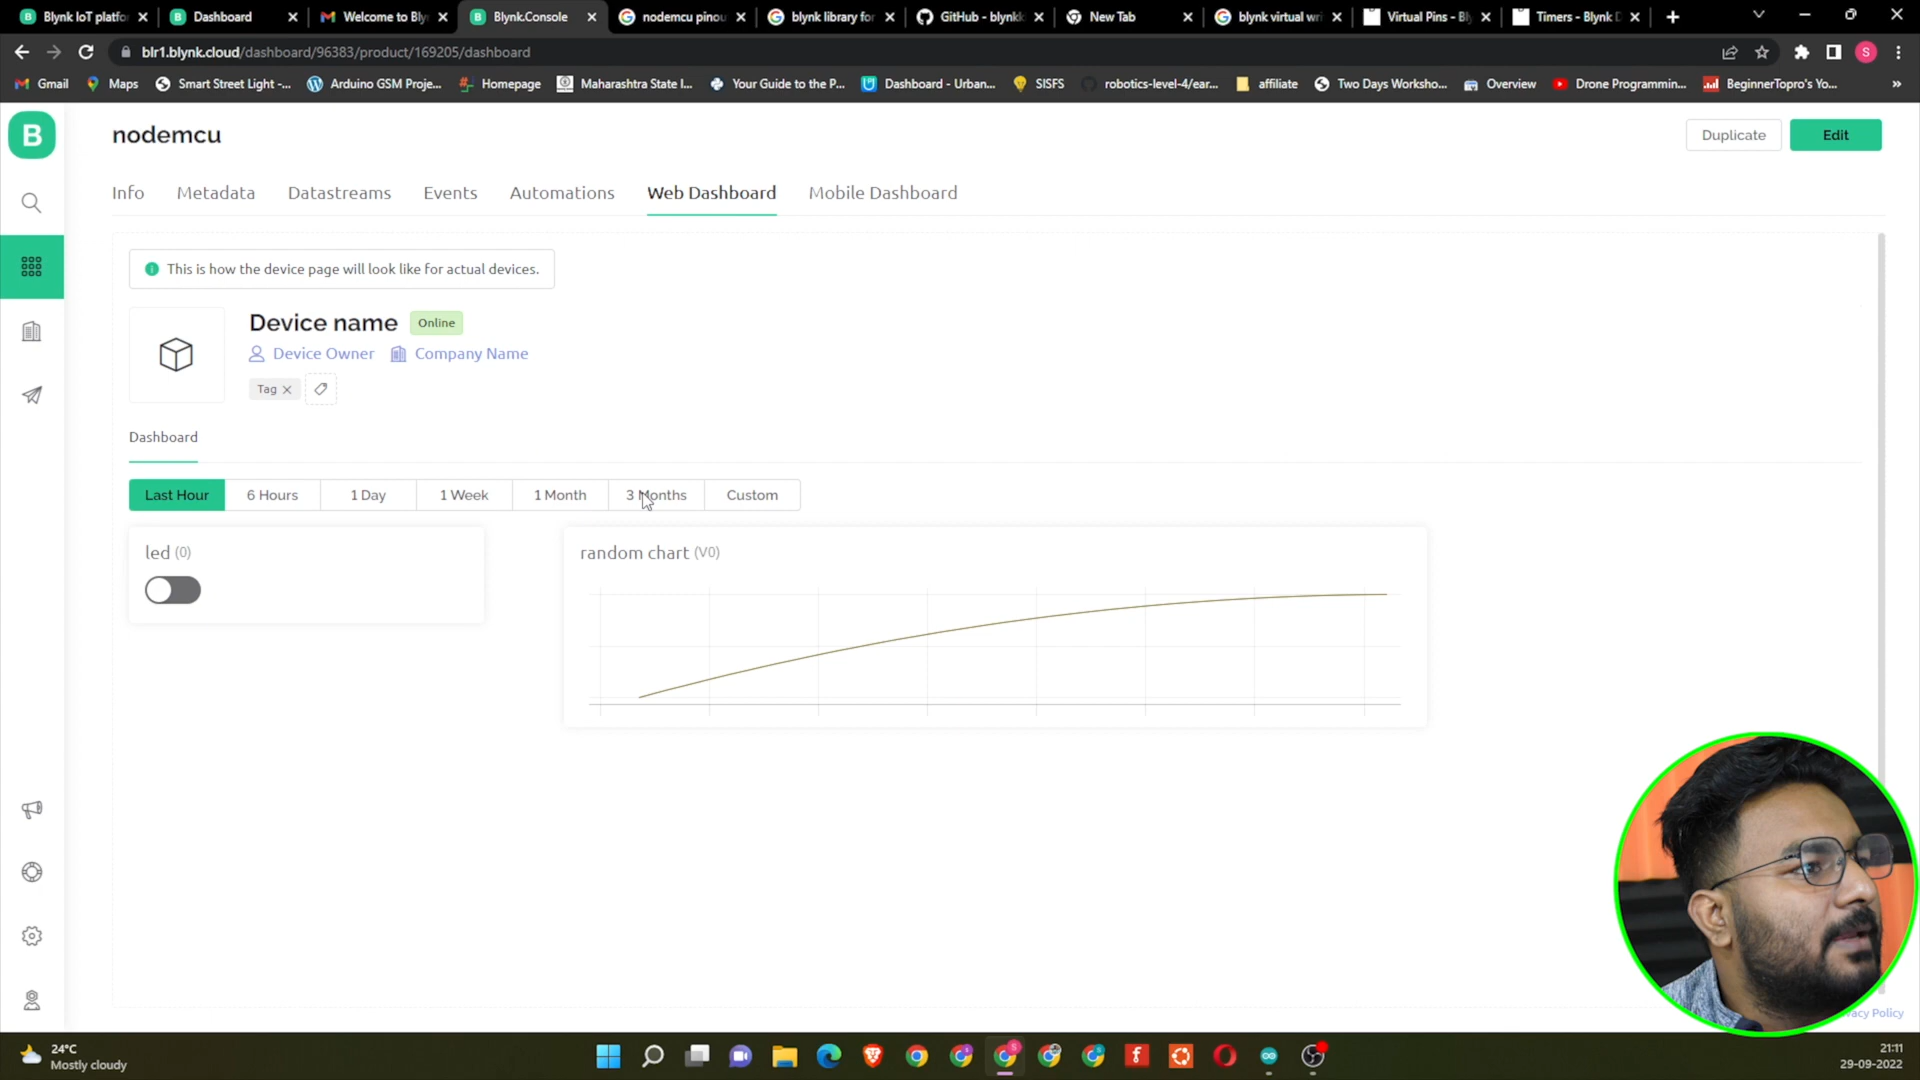 Blynk IoT platfor
Dashboard
Welcome to Bly
Blynk.Console
nodemcu pinou
blynk library for
GitHub - blynkk
New Tab
blynk virtual wri
Virtual Pins - Bl
Timers - Blynk D
blr1.blynk.cloud/dashboard/96383/product/169205/dashboard
S
Gmail
Maps
Smart Street Light -...
Arduino GSM Proje...
Homepage
Maharashtra State I...
Your Guide to the P...
Dashboard - Urban...
SISFS
robotics-level-4/ear...
affiliate
Two Days Worksho...
Overview
Drone Programmin...
BeginnerTopro's Yo...
»
B
nodemcu
Duplicate
Edit
Info
Metadata
Datastreams
Events
Automations
Web Dashboard
Mobile Dashboard
This is how the device page will look like for actual devices.
Device name
Online
Device Owner
Company Name
Tag
Dashboard
Last Hour
6 Hours
1 Day
1 Week
1 Month
3 Months
Custom
led (0)
random chart (V0)
acy Policy
24°C
Mostly cloudy
21:11
29-09-2022